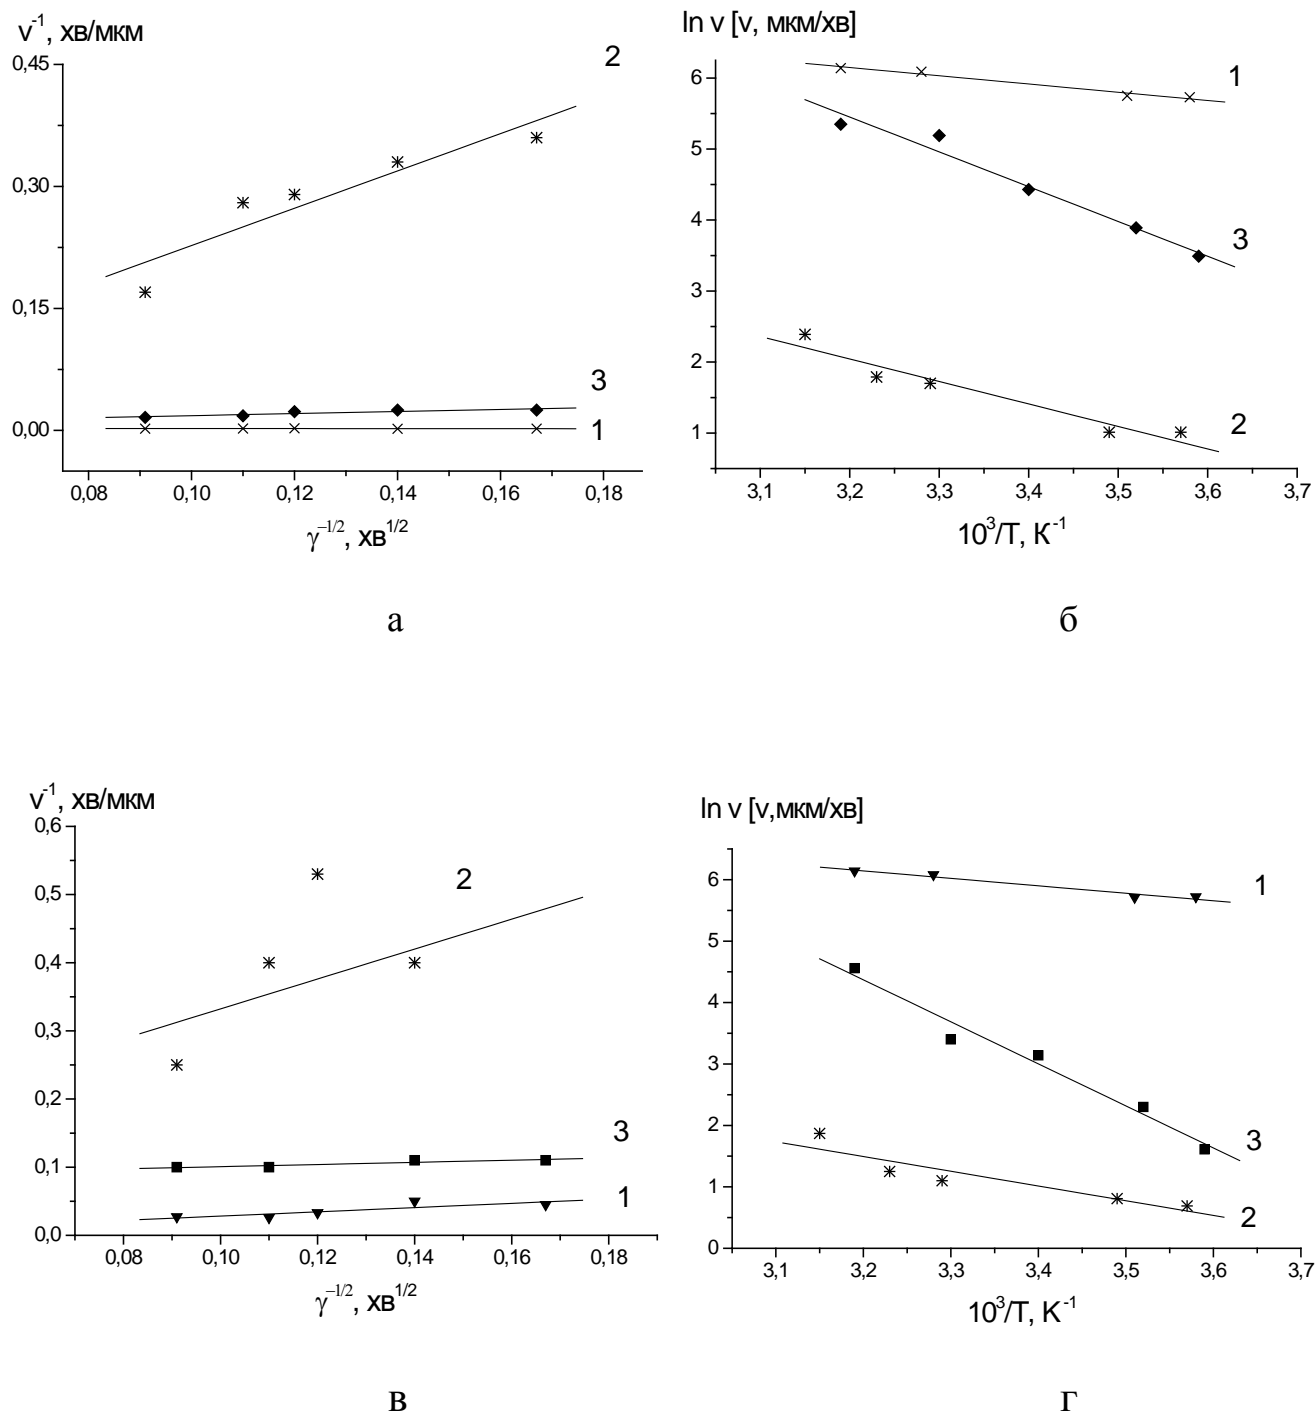 v⁻¹, хв/мкм
0,45
0,30
0,15
0,00
2
3
1
0,08 0,10 0,12 0,14 0,16 0,18
γ⁻¹/², хв¹/²
а
ln v [v, мкм/хв]
6
5
4
3
2
1
1
3
2
3,1 3,2 3,3 3,4 3,5 3,6 3,7
10³/T, К⁻¹
б
v⁻¹, хв/мкм
0,6
0,5
0,4
0,3
0,2
0,1
0,0
2
3
1
0,08 0,10 0,12 0,14 0,16 0,18
γ⁻¹/², хв¹/²
в
ln v [v,мкм/хв]
6
5
4
3
2
1
0
1
3
2
3,1 3,2 3,3 3,4 3,5 3,6 3,7
10³/T, K⁻¹
г